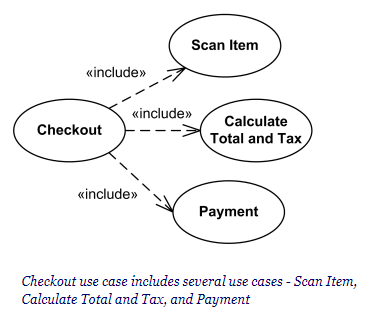 Scan Item
«include»
«include»
Checkout
Calculate
Total and Tax
«include»
Payment
Checkout use case includes several use cases - Scan Item,
Calculate Total and Tax, and Payment